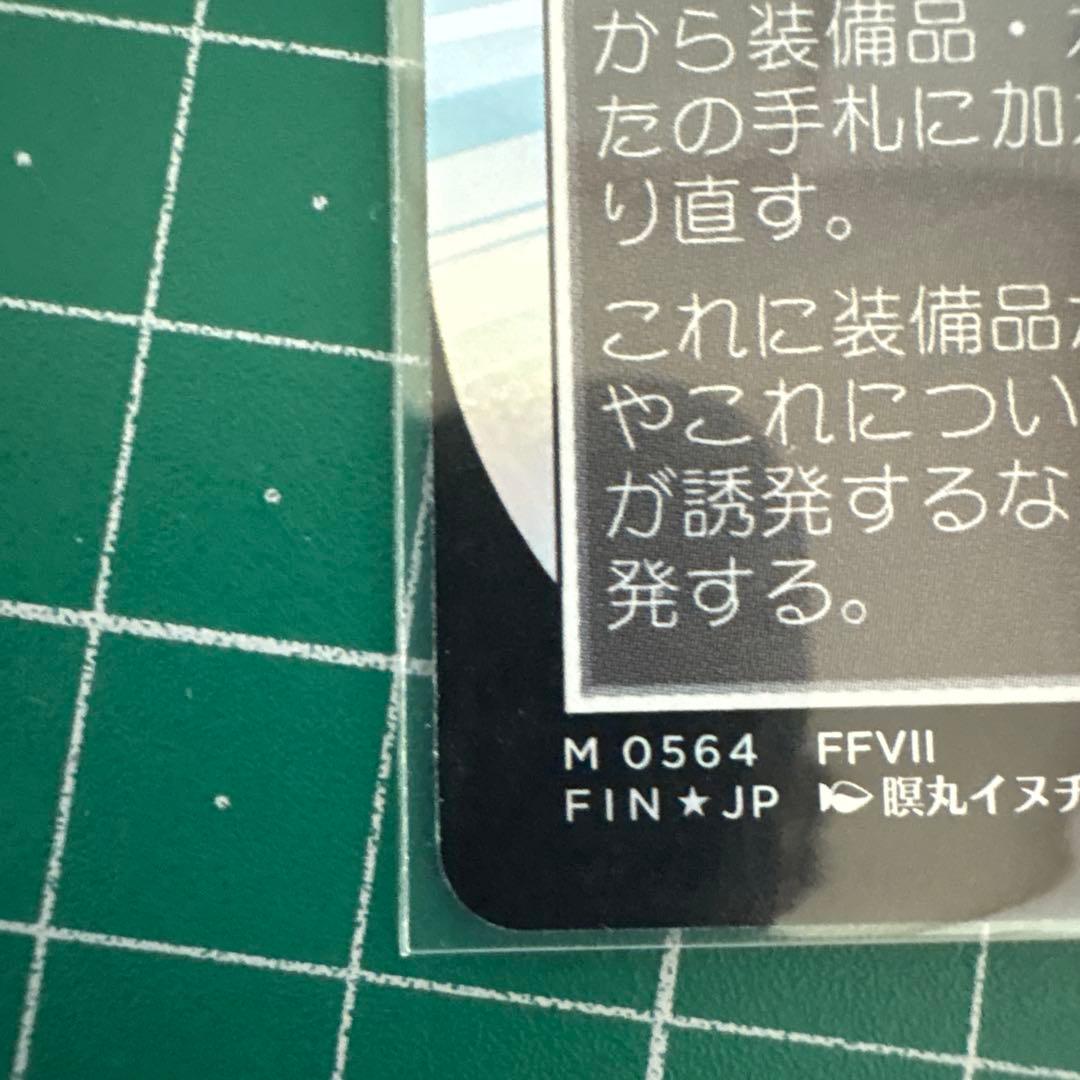 から装備品・
たの手札に加
り直す。
これに装備品
やこれについ
が誘発するな
発する。
M 0564 FFVII
FIN★JP 瞑丸イヌチ